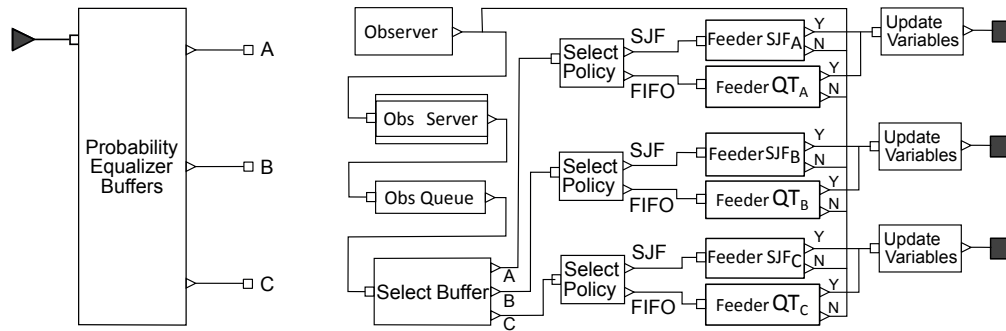 Probability
Equalizer
Buffers
A
B
C
Observer
Obs Server
Obs Queue
Select Buffer
A
B
C
Select
Policy
SJF
FIFO
Feeder SJFA
Y
N
Feeder QTA
Y
N
Update
Variables
Select
Policy
SJF
FIFO
Feeder SJFB
Y
N
Feeder QTB
Y
N
Update
Variables
Select
Policy
SJF
FIFO
Feeder SJFC
Y
N
Feeder QTC
Y
N
Update
Variables